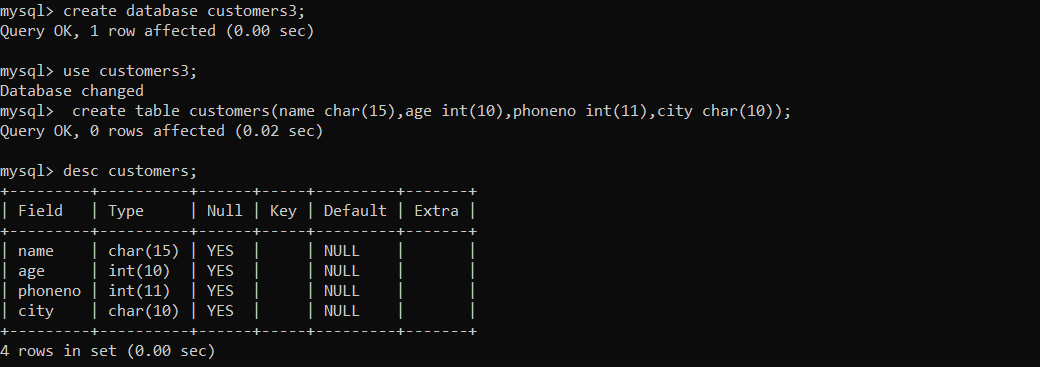 mysql> create database customers3;
Query OK, 1 row affected (0.00 sec)

mysql> use customers3;
Database changed
mysql>  create table customers(name char(15),age int(10),phoneno int(11),city char(10));
Query OK, 0 rows affected (0.02 sec)

mysql> desc customers;
+---------+----------+------+-----+---------+-------+
| Field   | Type     | Null | Key | Default | Extra |
+---------+----------+------+-----+---------+-------+
| name    | char(15) | YES  |     | NULL    |       |
| age     | int(10)  | YES  |     | NULL    |       |
| phoneno | int(11)  | YES  |     | NULL    |       |
| city    | char(10) | YES  |     | NULL    |       |
+---------+----------+------+-----+---------+-------+
4 rows in set (0.00 sec)